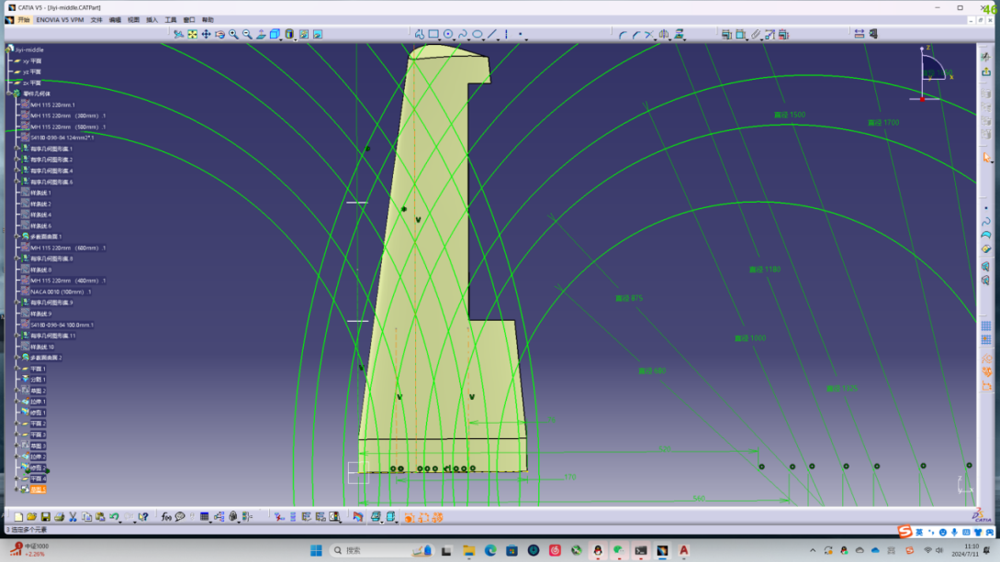 CATIA V5 - [Jiyi-middle.CATPart]
46
开始 ENOVIA V5 VPM 文件 编辑 视图 插入 工具 窗口 帮助
Jiyi-middle
xy 平面
yz 平面
zx 平面
零件几何体
MH 115 220mm.1
MH 115 220mm （300mm）.1
MH 115 220mm （500mm）.1
S4180-098-84 124mm2*.1
有序几何图形集.1
有序几何图形集.2
有序几何图形集.4
有序几何图形集.6
样条线.1
样条线.2
样条线.4
样条线.6
多截面曲面.1
MH 115 220mm （600mm）.1
有序几何图形集.8
样条线.8
MH 115 220mm （400mm）.1
NACA 0010 (100mm）.1
有序几何图形集.9
样条线.9
S4180-098-84 100.0mm.1
有序几何图形集.11
样条线.10
多截面曲面.2
平面.1
分割.1
草图.2
拉伸.1
修剪.1
平面.2
平面.3
草图.3
拉伸.2
修剪.2
平面.4
直径 1500
直径 1700
直径 1180
直径 875
直径 1000
直径 680
直径 1325
V
V
V
170
560
z
x
Z
X
CATIA
选定多个元素
英
中证1000
+2.26%
搜索
11:10
2024/7/11